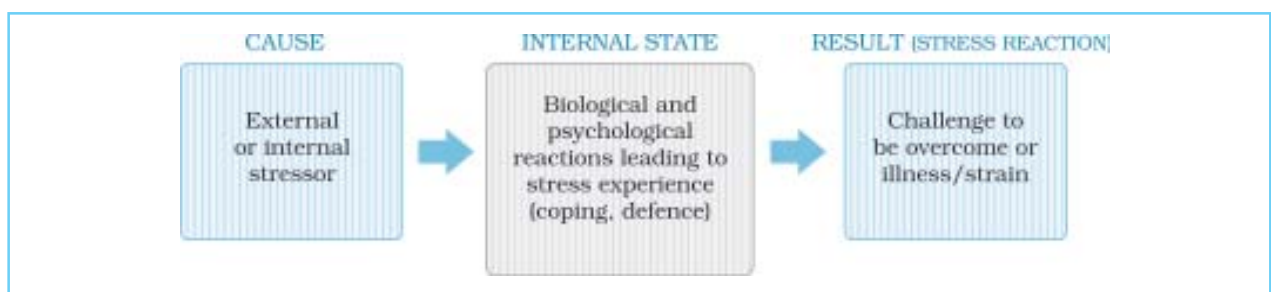 CAUSE
External
or internal
stressor
INTERNAL STATE
Biological and
psychological
reactions leading to
stress experience
(coping, defence)
RESULT (STRESS REACTION)
Challenge to
be overcome or
illness/strain